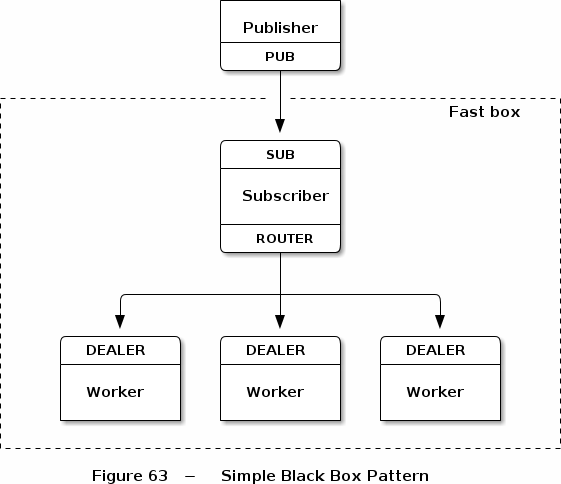 Publisher
PUB
Fast box
SUB
Subscriber
ROUTER
DEALER DEALER DEALER
Worker Worker Worker
Figure 63 – Simple Black Box Pattern